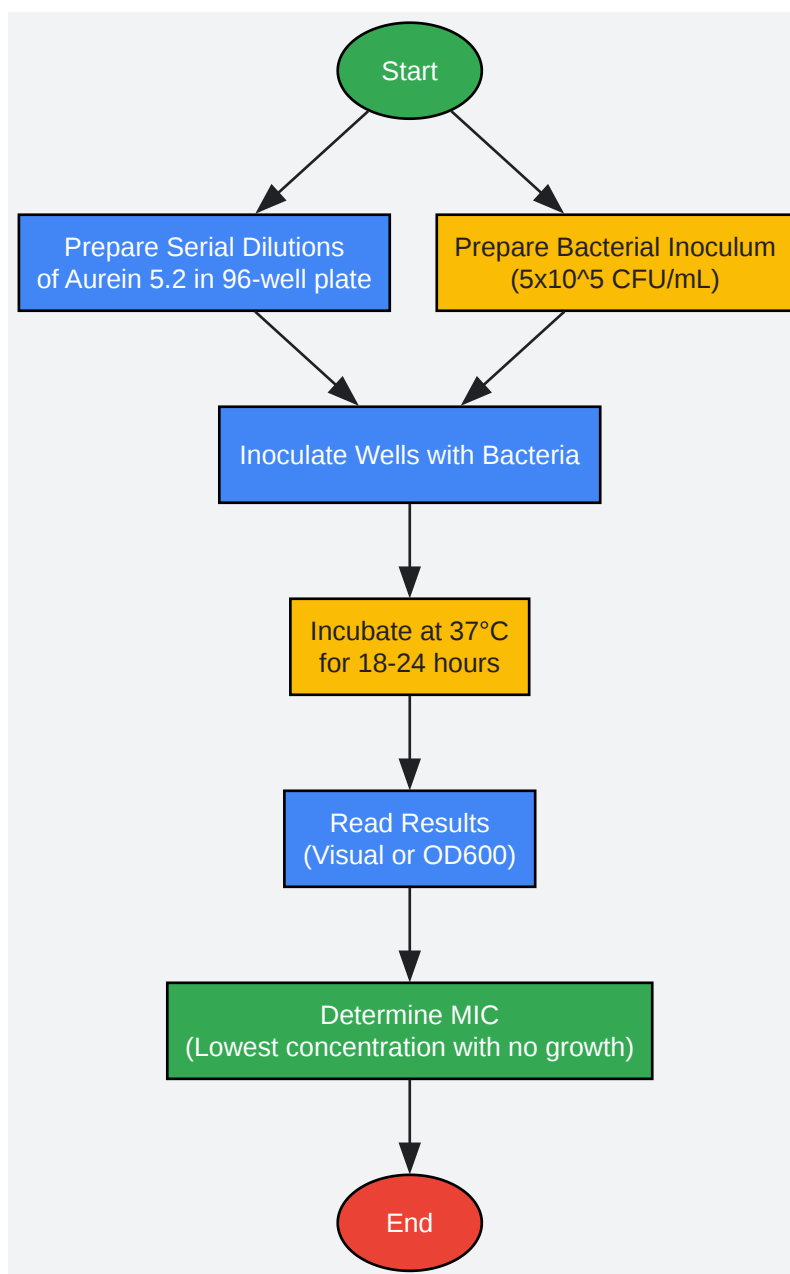 Start
Prepare Serial Dilutions
of Aurein 5.2 in 96-well plate
Prepare Bacterial Inoculum
(5x10^5 CFU/mL)
Inoculate Wells with Bacteria
Incubate at 37°C
for 18-24 hours
Read Results
(Visual or OD600)
Determine MIC
(Lowest concentration with no growth)
End